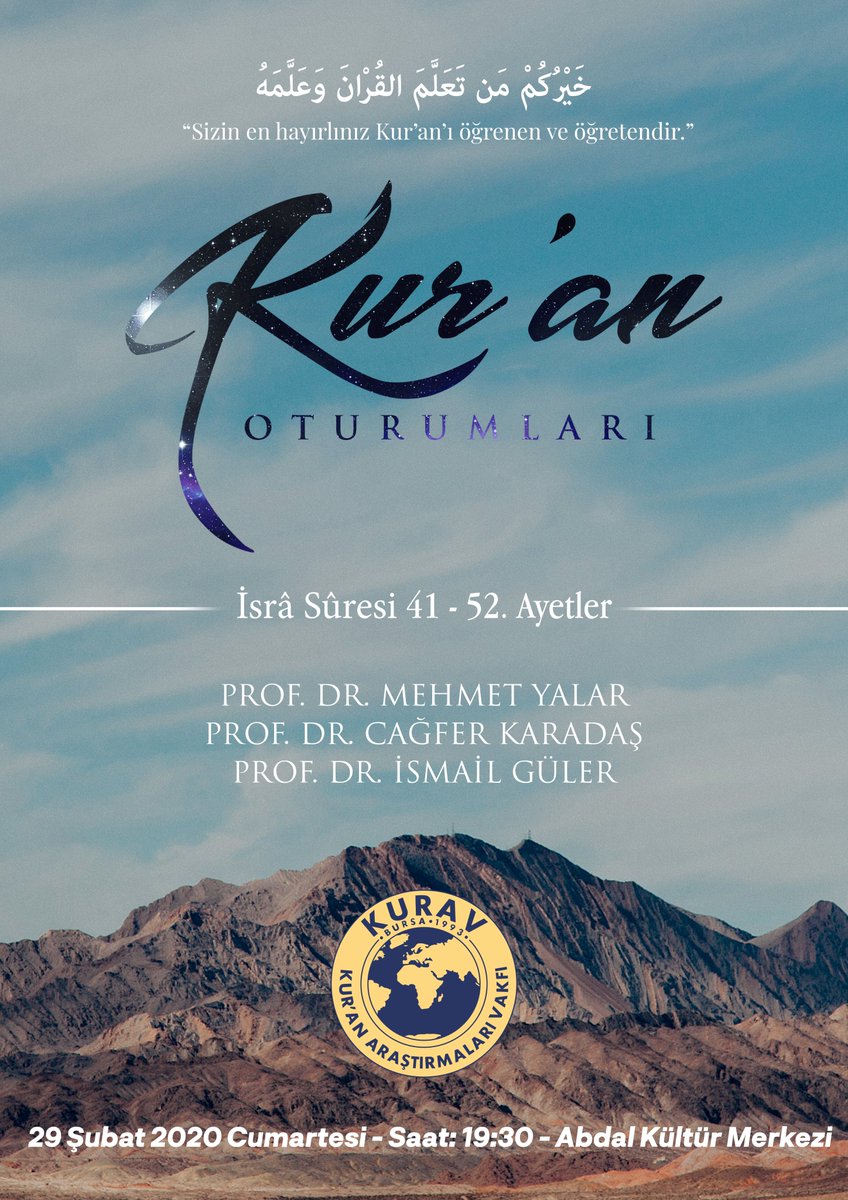 خَيْرُكُمْ مَن تَعَلَّمَ القُرْانَ وَعَلَّمَهُ
“Sizin en hayırlınız Kur’an’ı öğrenen ve öğretendir.”
Kur’an
OTURUMLARI
İsrâ Sûresi 41 - 52. Ayetler
PROF. DR. MEHMET YALAR
PROF. DR. CAĞFER KARADAŞ
PROF. DR. İSMAİL GÜLER
KURAV
•BURSA•1993•
KUR’AN ARAŞTIRMALARI VAKFI
29 Şubat 2020 Cumartesi - Saat: 19:30 - Abdal Kültür Merkezi